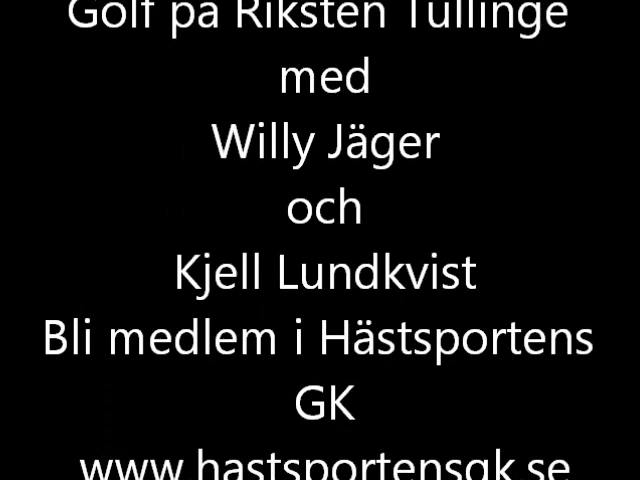 Golf på Riksten Tullinge
med
Willy Jäger
och
Kjell Lundkvist
Bli medlem i Hästsportens
GK
www.hastsportensgk.se